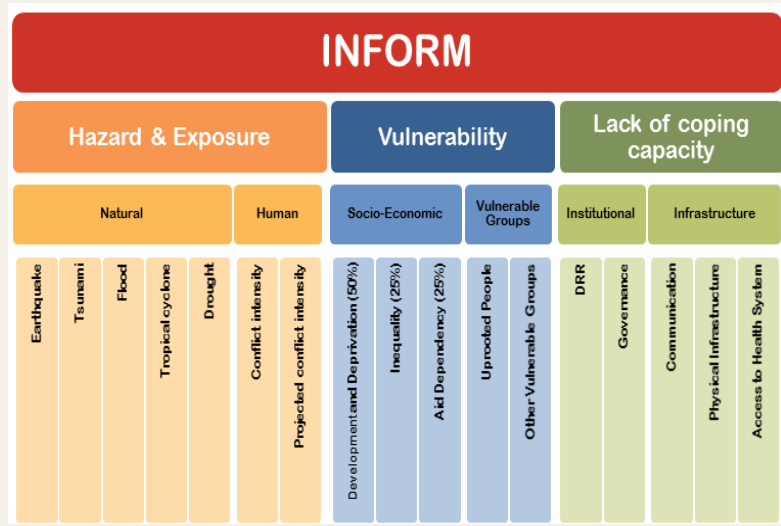 INFORM
Hazard & Exposure
Vulnerability
Lack of coping
capacity
Natural
Human
Socio-Economic
Vulnerable
Groups
Institutional
Infrastructure
Earthquake
Tsunami
Flood
Tropical cyclone
Drought
Conflict intensity
Projected conflict intensity
Development and Deprivation (50%)
Inequality (25%)
Aid Dependency (25%)
Uprooted People
Other Vulnerable Groups
DRR
Governance
Communication
Physical Infrastructure
Access to Health System